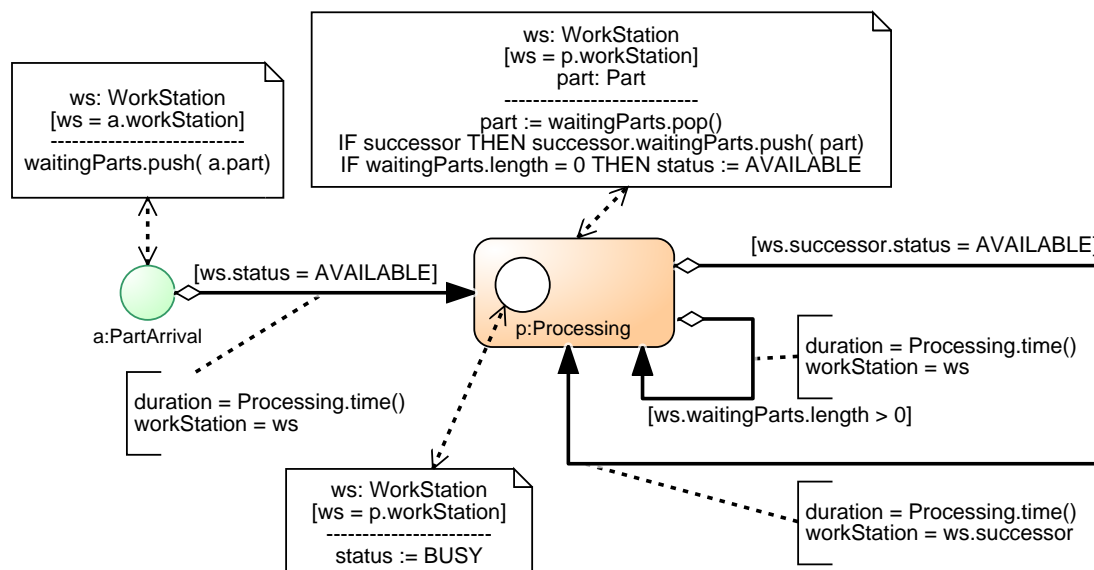 ws: WorkStation
[ws = p.workStation]
part: Part
----------------------------
part := waitingParts.pop()
IF successor THEN successor.waitingParts.push( part)
IF waitingParts.length = 0 THEN status := AVAILABLE
ws: WorkStation
[ws = a.workStation]
------------------------
waitingParts.push( a.part)
[ws.status = AVAILABLE]
[ws.successor.status = AVAILABLE]
a:PartArrival
p:Processing
duration = Processing.time()
workStation = ws
duration = Processing.time()
workStation = ws
[ws.waitingParts.length > 0]
ws: WorkStation
[ws = p.workStation]
------------------------
status := BUSY
duration = Processing.time()
workStation = ws.successor